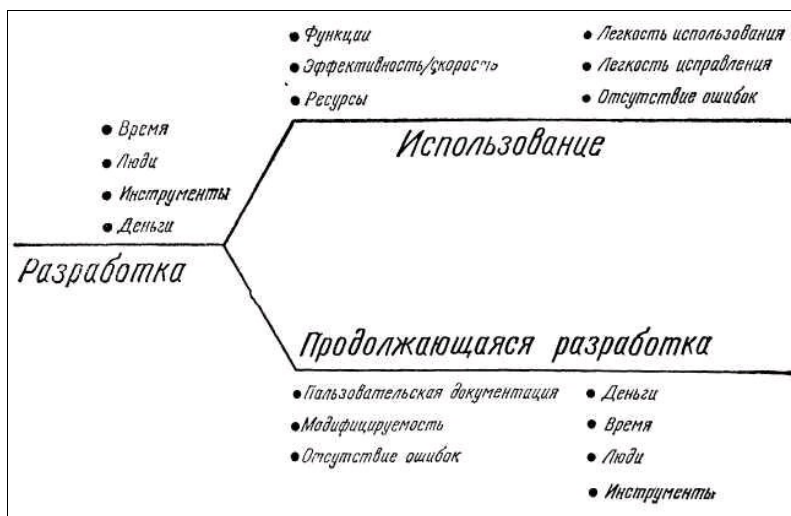 ● Функции
● Эффективность/скорость
● Ресурсы
● Легкость использования
● Легкость исправления
● Отсутствие ошибок
Использование
● Время
● Люди
● Инструменты
● Деньги
Разработка
Продолжающаяся разработка
● Пользовательская документация
● Модифицируемость
● Отсутствие ошибок
● Деньги
● Время
● Люди
● Инструменты